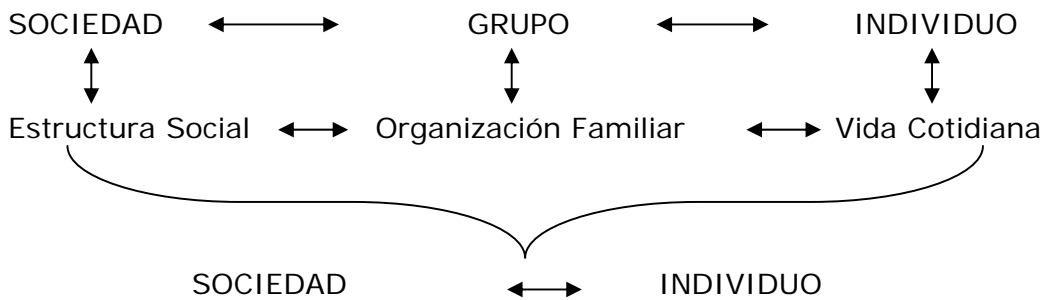 SOCIEDAD GRUPO INDIVIDUO
Estructura Social Organización Familiar Vida Cotidiana
SOCIEDAD INDIVIDUO